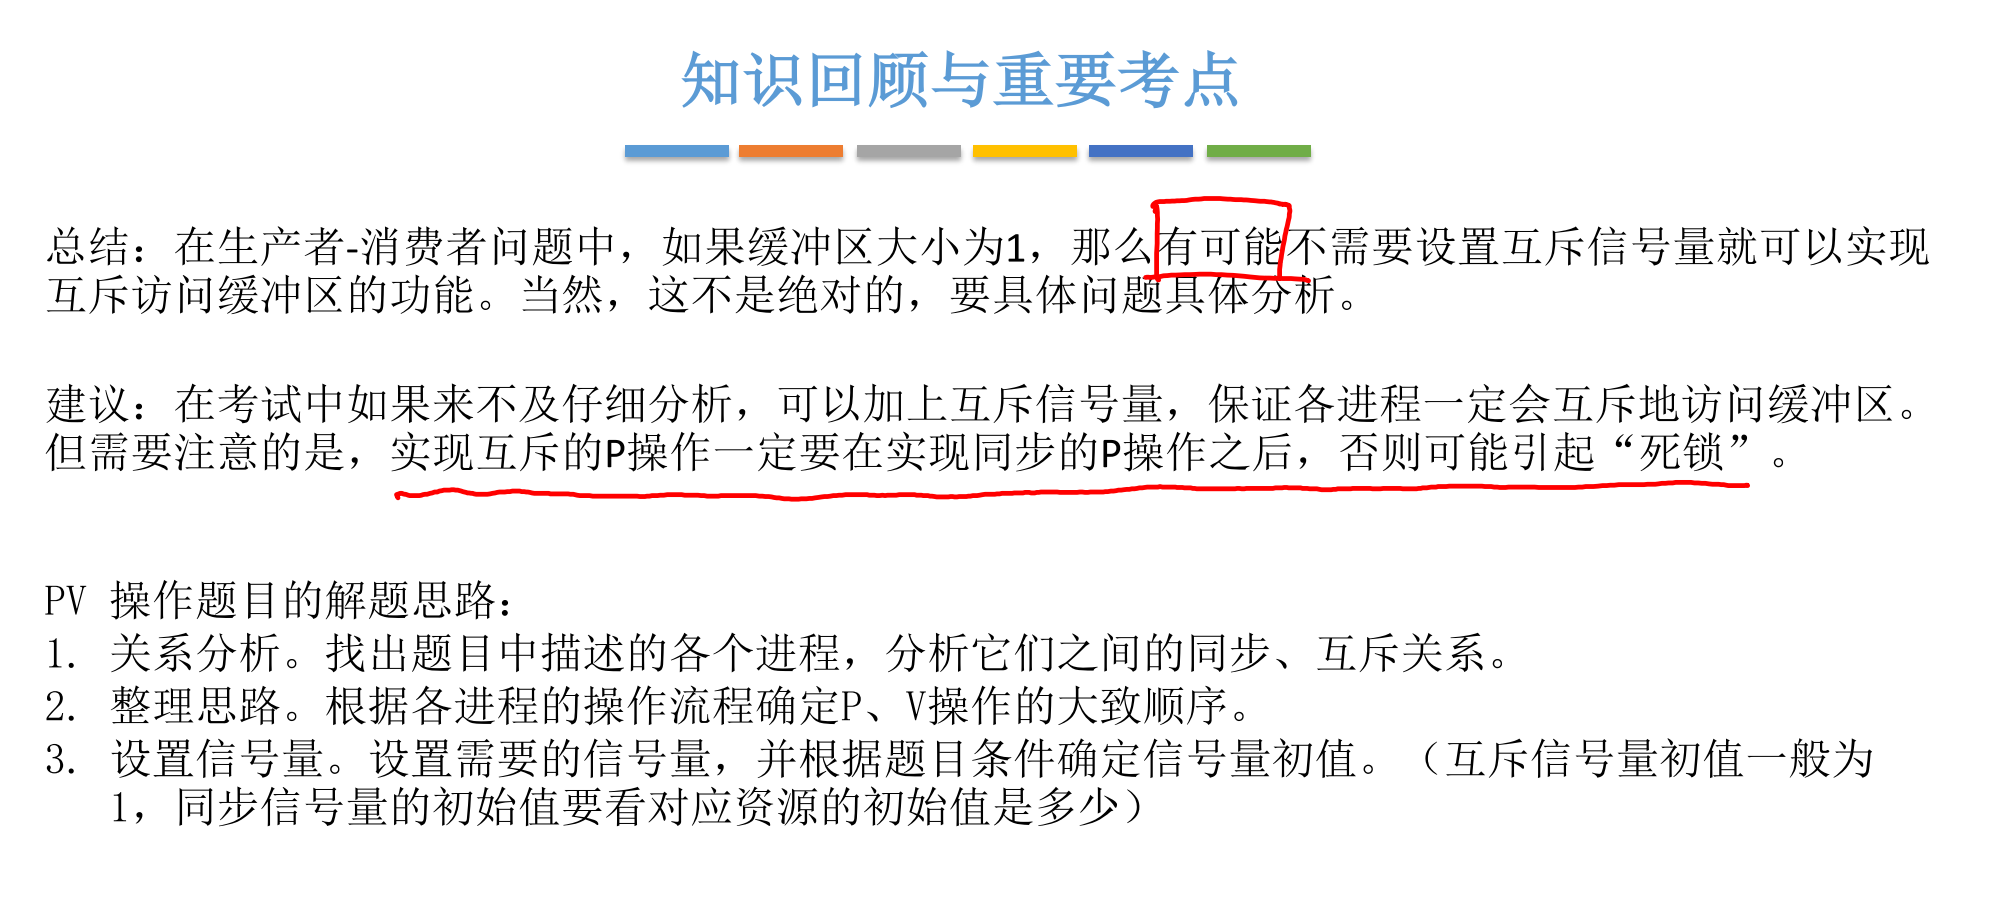 知识回顾与重要考点
总结：在生产者-消费者问题中，如果缓冲区大小为1，那么有可能不需要设置互斥信号量就可以实现
互斥访问缓冲区的功能。当然，这不是绝对的，要具体问题具体分析。
建议：在考试中如果来不及仔细分析，可以加上互斥信号量，保证各进程一定会互斥地访问缓冲区。
但需要注意的是，实现互斥的P操作一定要在实现同步的P操作之后，否则可能引起“死锁”。
PV 操作题目的解题思路：
1. 关系分析。找出题目中描述的各个进程，分析它们之间的同步、互斥关系。
2. 整理思路。根据各进程的操作流程确定P、V操作的大致顺序。
3. 设置信号量。设置需要的信号量，并根据题目条件确定信号量初值。（互斥信号量初值一般为
1，同步信号量的初始值要看对应资源的初始值是多少）